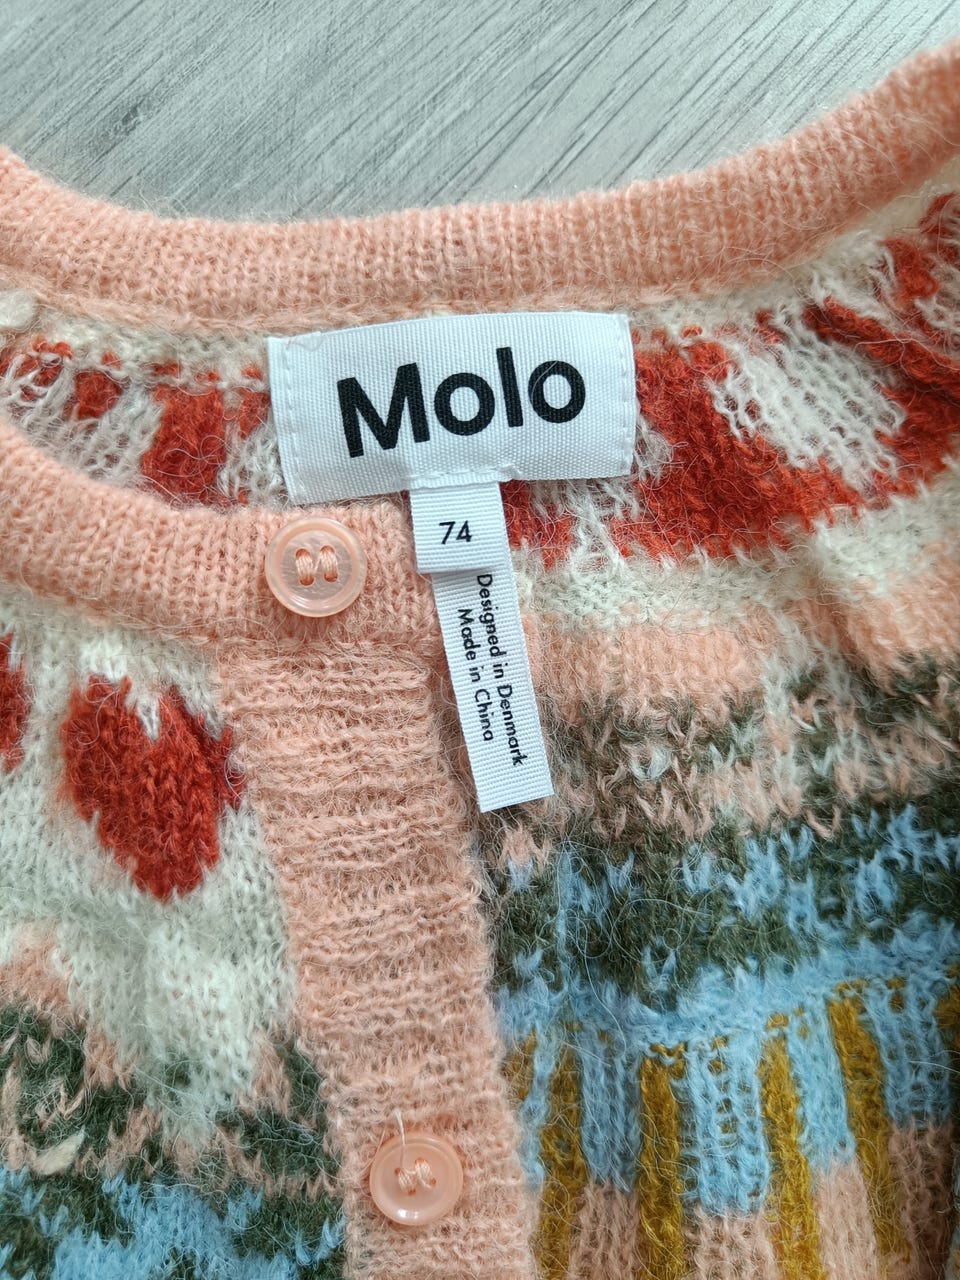 Molo
74
Designed in Denmark
Made in China